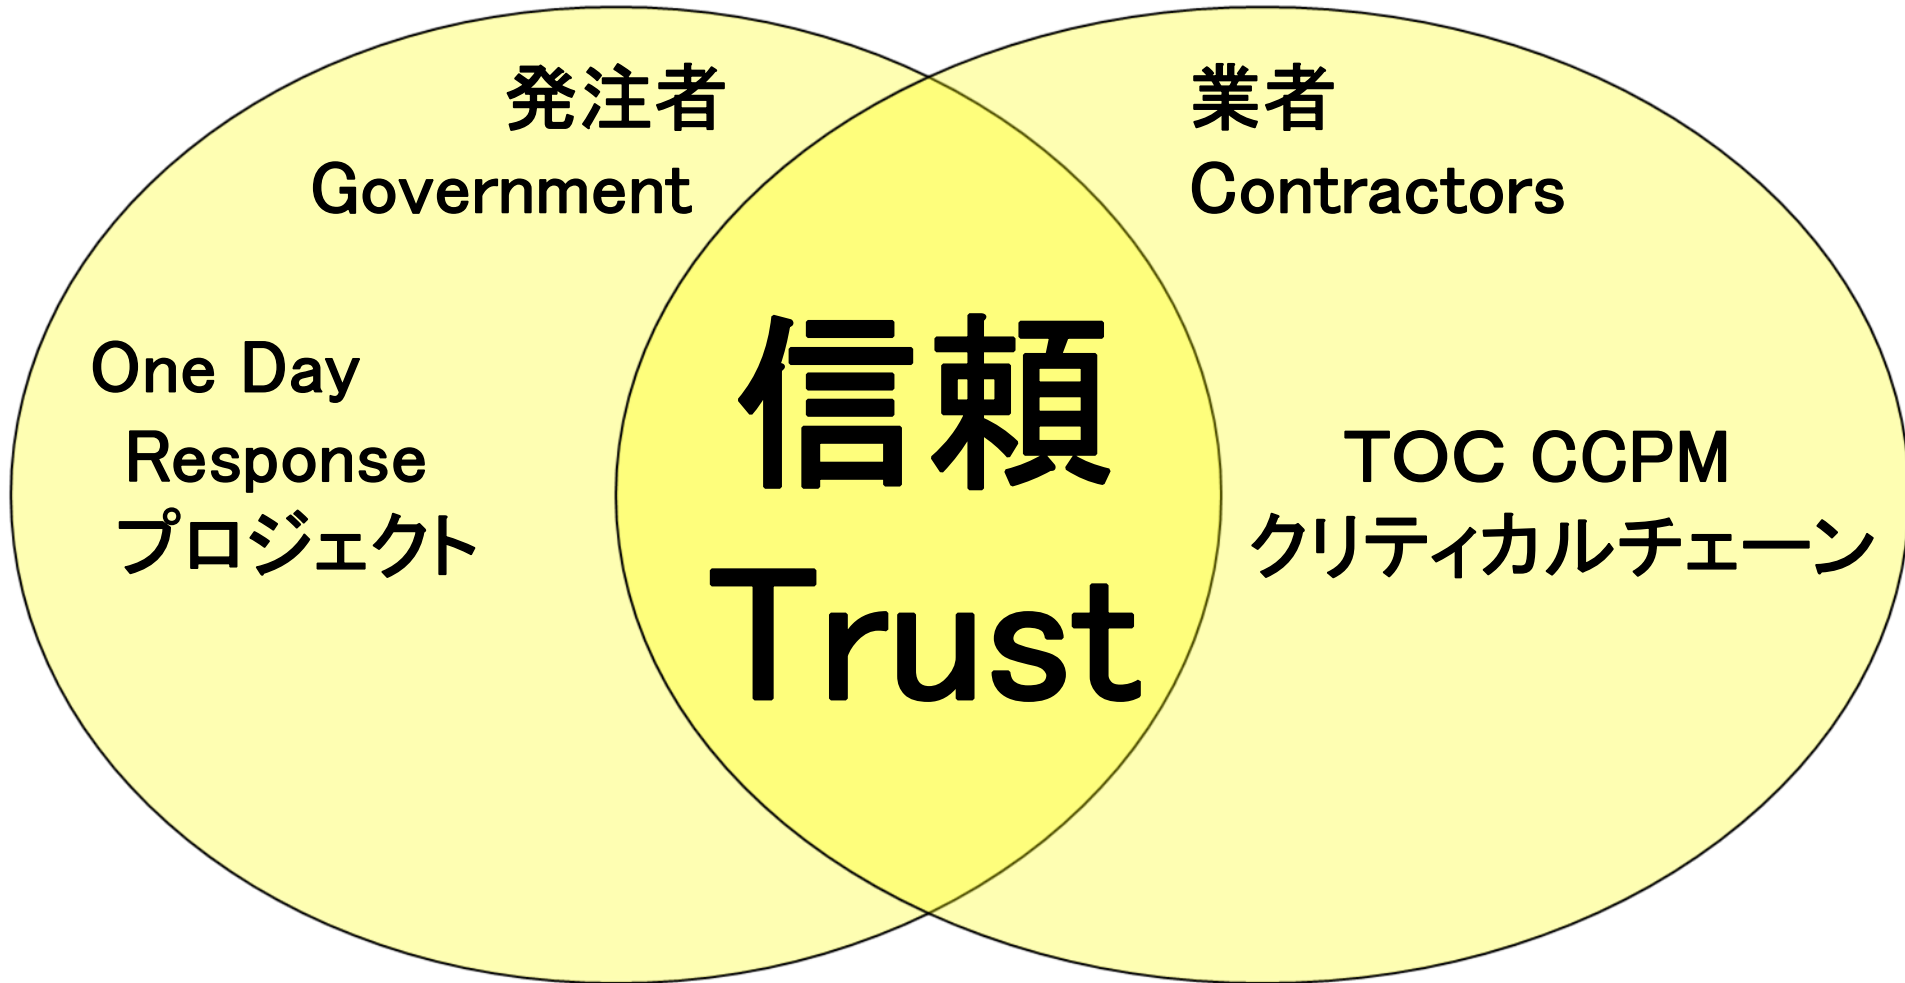 発注者
Government
One Day
Response
プロジェクト
信頼
Trust
業者
Contractors
TOC CCPM
クリティカルチェーン